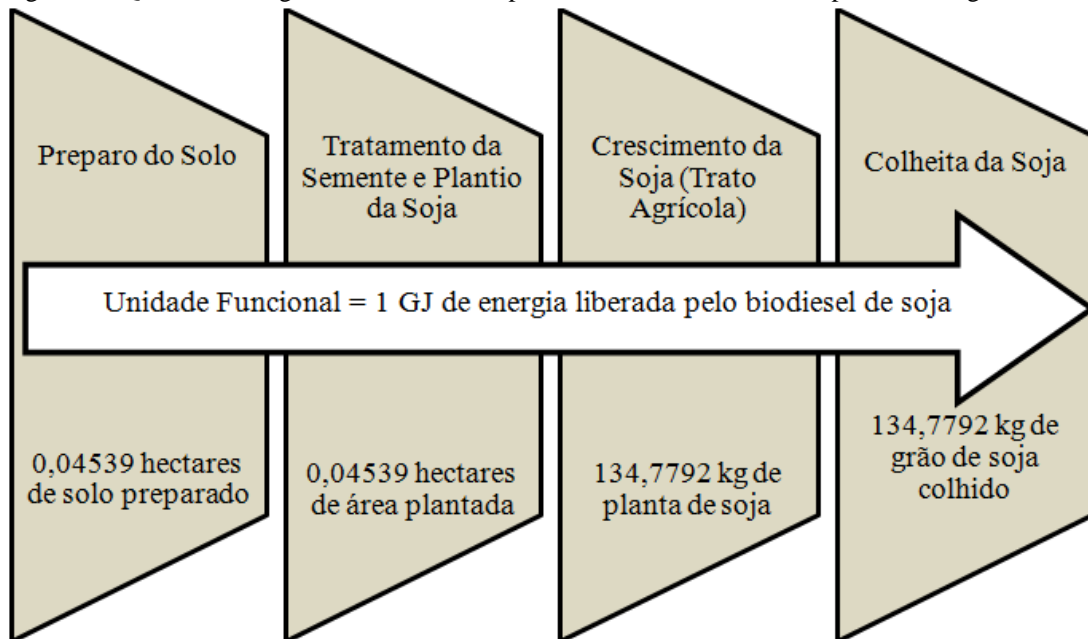 Preparo do Solo
Tratamento da
Semente e Plantio
da Soja
Crescimento da
Soja (Trato
Agrícola)
Colheita da Soja
Unidade Funcional = 1 GJ de energia liberada pelo biodiesel de soja
0,04539 hectares
de solo preparado
0,04539 hectares
de área plantada
134,7792 kg de
planta de soja
134,7792 kg de
grão de soja
colhido